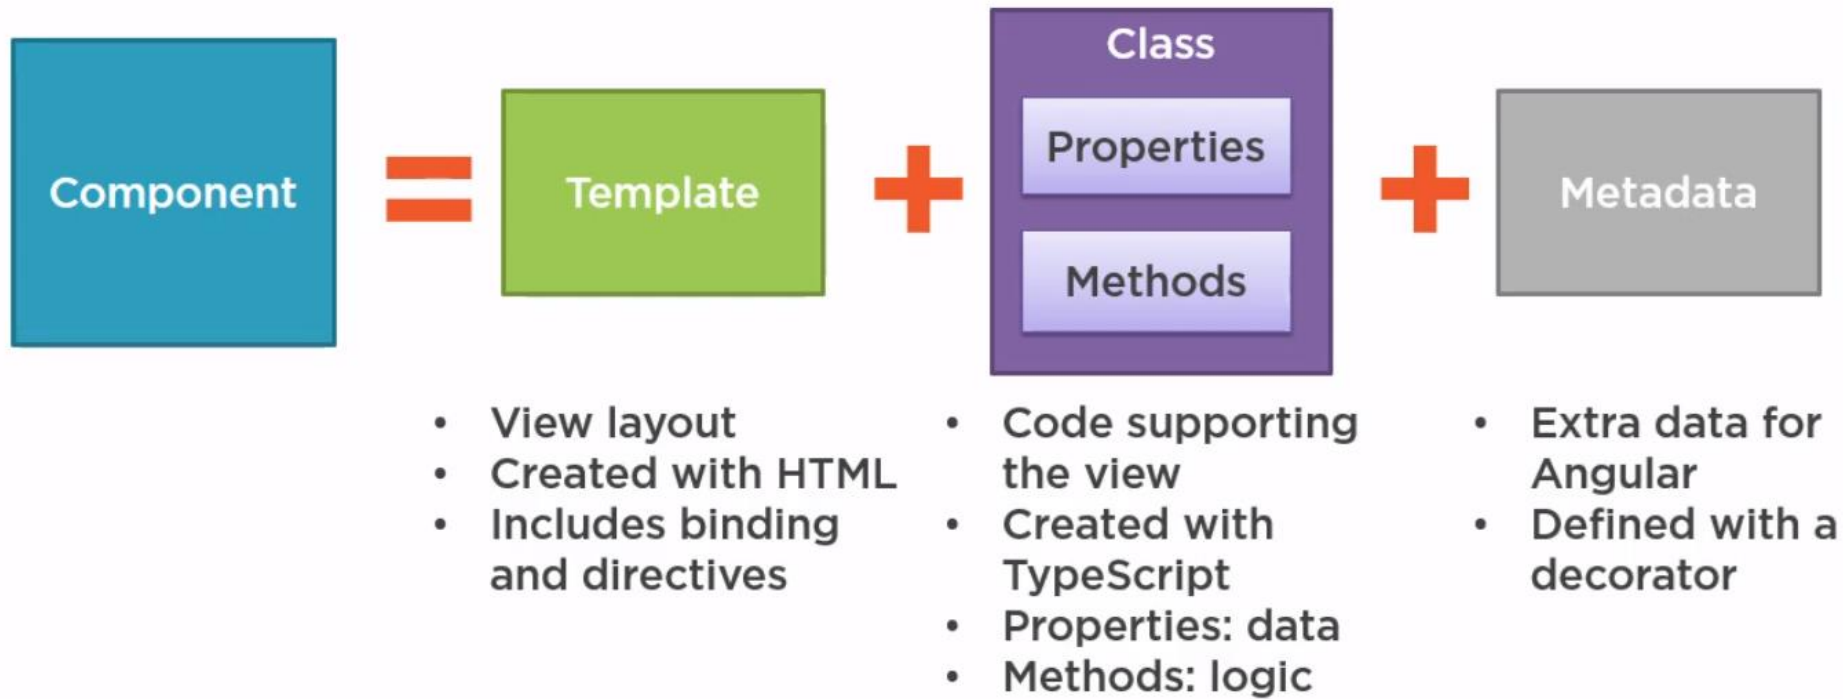 Component
=
Template
+
Class
Properties
Methods
+
Metadata
• View layout
• Created with HTML
• Includes binding
and directives
• Code supporting
the view
• Created with
TypeScript
• Properties: data
• Methods: logic
• Extra data for
Angular
• Defined with a
decorator